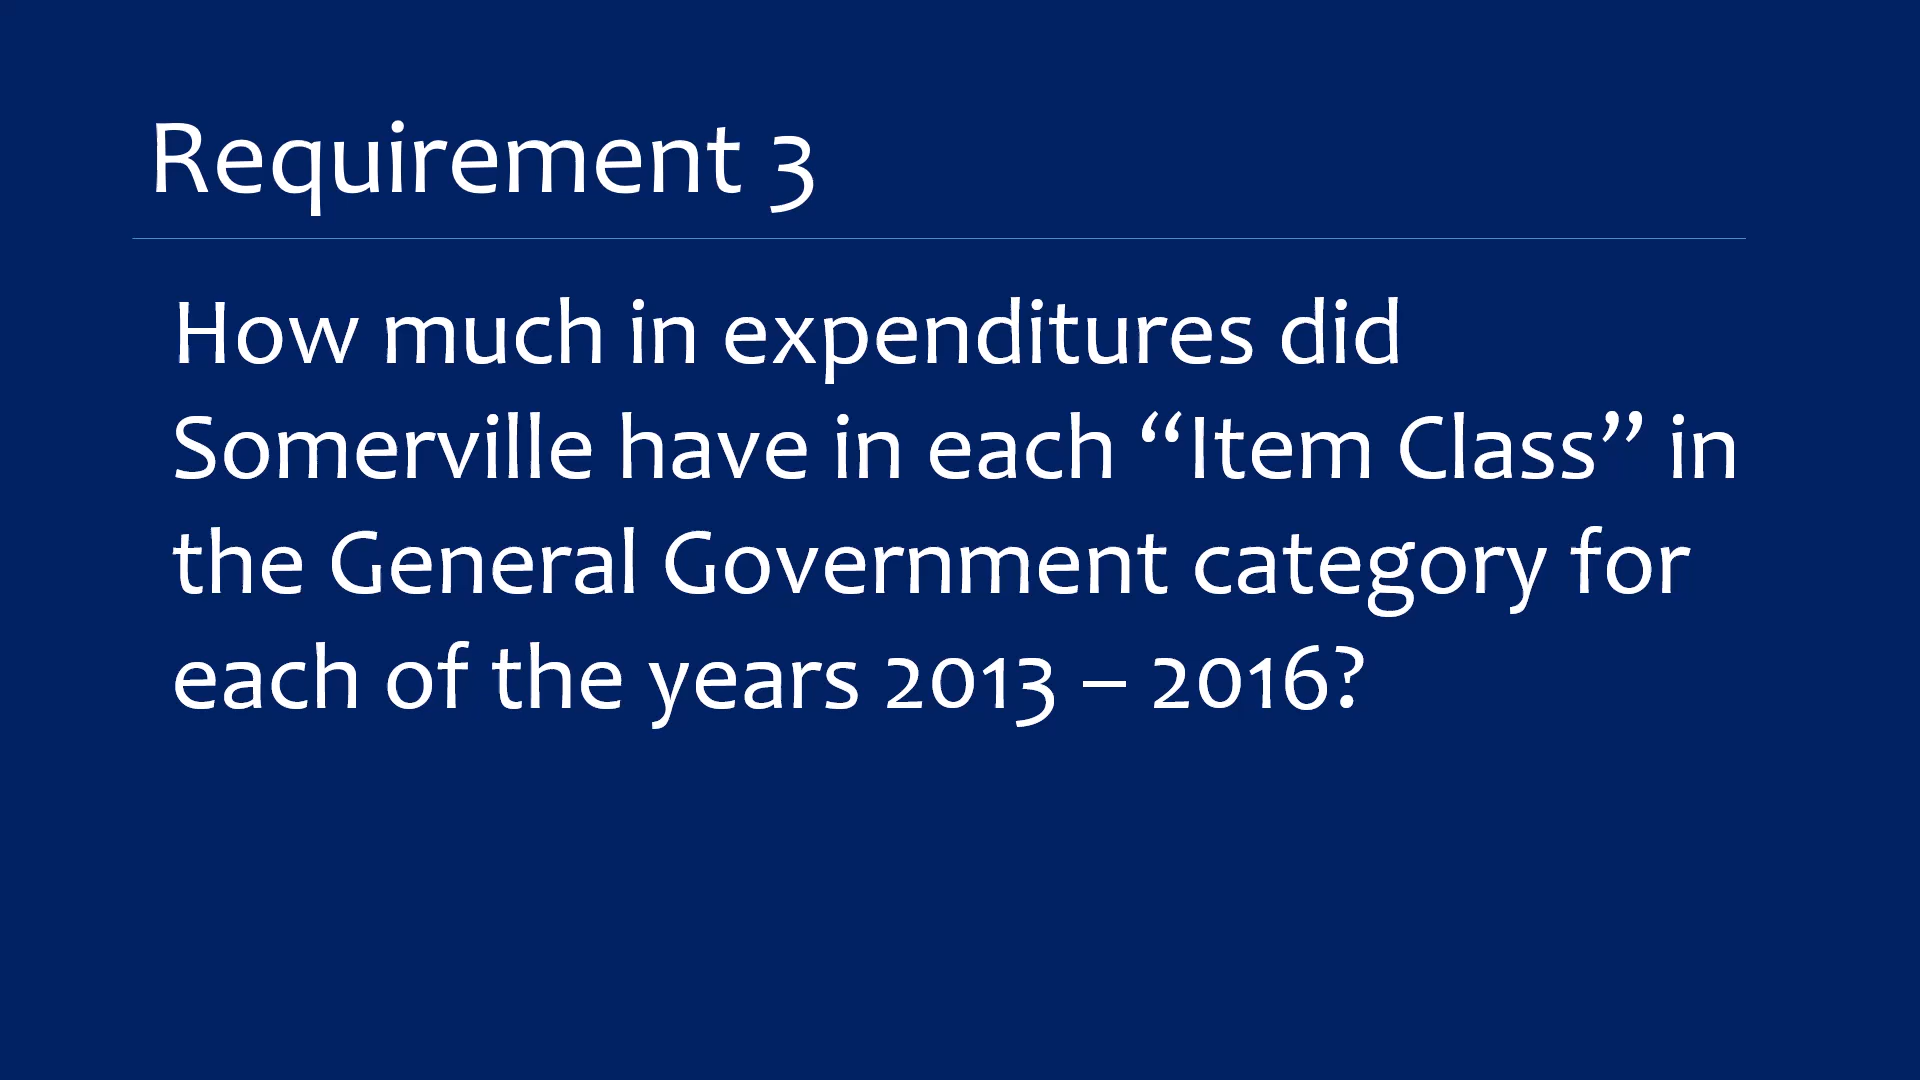 Requirement 3
How much in expenditures did
Somerville have in each “Item Class” in
the General Government category for
each of the years 2013 – 2016?